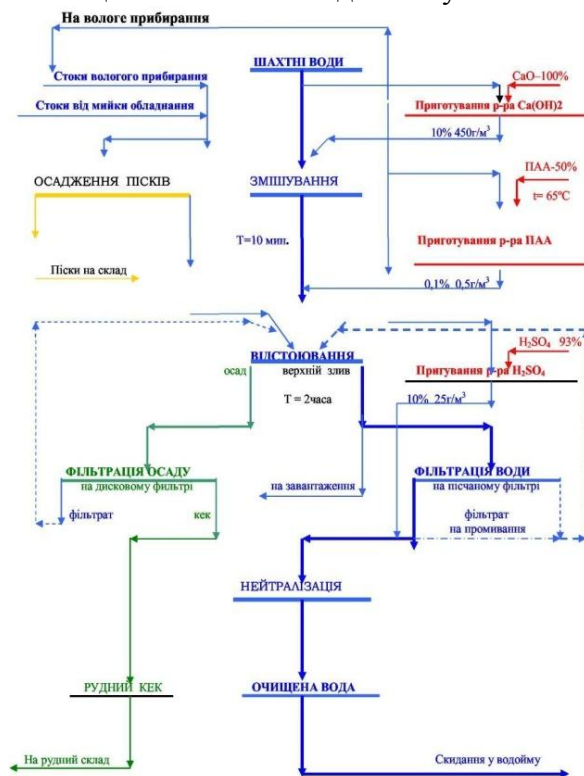 На вологе прибирання
ШАХТНІ ВОДИ
Стоки вологого прибирання
CaO–100%
Стоки від мийки обладнання
Приготування р-ра Ca(OH)2
10% 450г/м³
ПАА-50%
ОСАДЖЕННЯ ПІСКІВ
ЗМІШУВАННЯ
t= 65ºC
T=10 мин.
Приготування р-ра ПАА
Піски на склад
0,1% 0,5г/м³
H₂SO₄ 93%
ВІДСТОЮВАННЯ
осад
верхній злив
Пригування р-ра H₂SO₄
T = 2часа
10% 25г/м³
ФІЛЬТРАЦІЯ ОСАДУ
ФІЛЬТРАЦІЯ ВОДИ
на дисковому фильтрі
на завантаження
на пісчаному фільтрі
фільтрат
кек
фільтрат
на промивання
НЕЙТРАЛІЗАЦІЯ
РУДНИЙ КЕК
ОЧИЩЕНА ВОДА
На рудний склад
Скидання у водойму